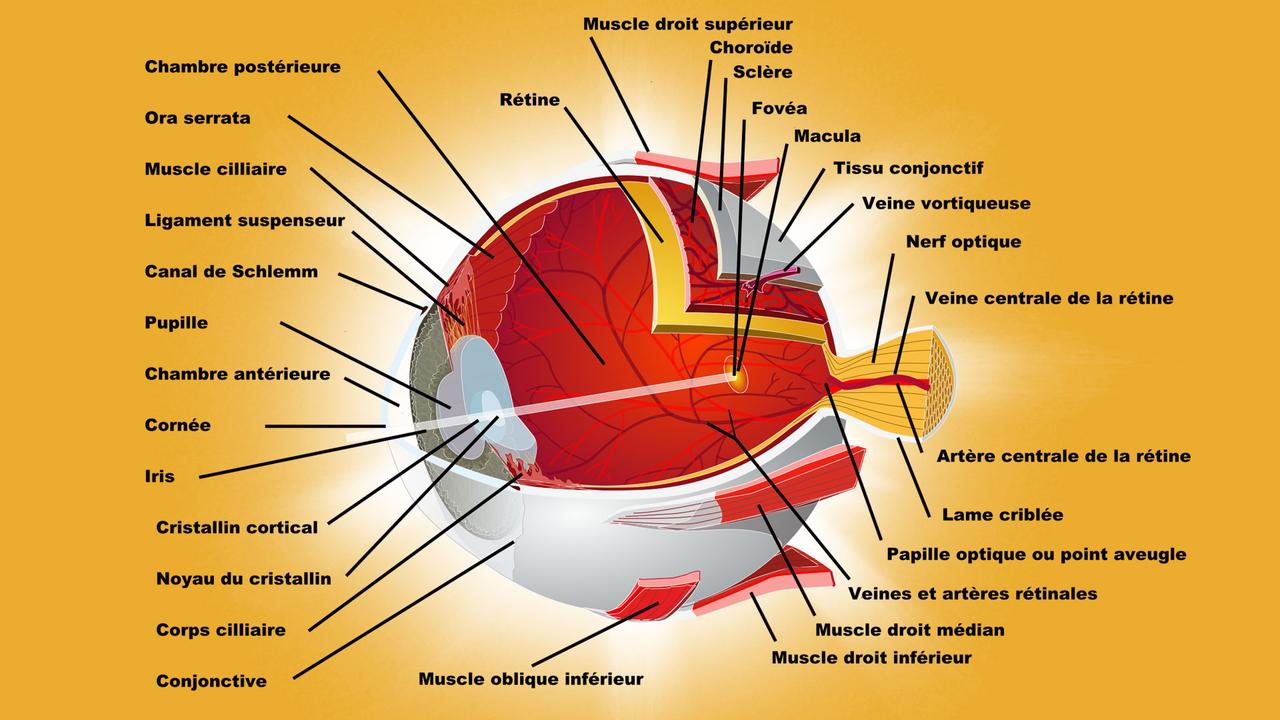 Muscle droit supérieur
Choroïde
Sclère
Rétine
Fovéa
Macula
Tissu conjonctif
Veine vortiqueuse
Nerf optique
Veine centrale de la rétine
Chambre postérieure
Ora serrata
Muscle cilliaire
Ligament suspenseur
Canal de Schlemm
Pupille
Chambre antérieure
Cornée
Iris
Cristallin cortical
Noyau du cristallin
Corps cilliaire
Conjonctive
Artère centrale de la rétine
Lame criblée
Papille optique ou point aveugle
Veines et artères rétinales
Muscle droit médian
Muscle droit inférieur
Muscle oblique inférieur